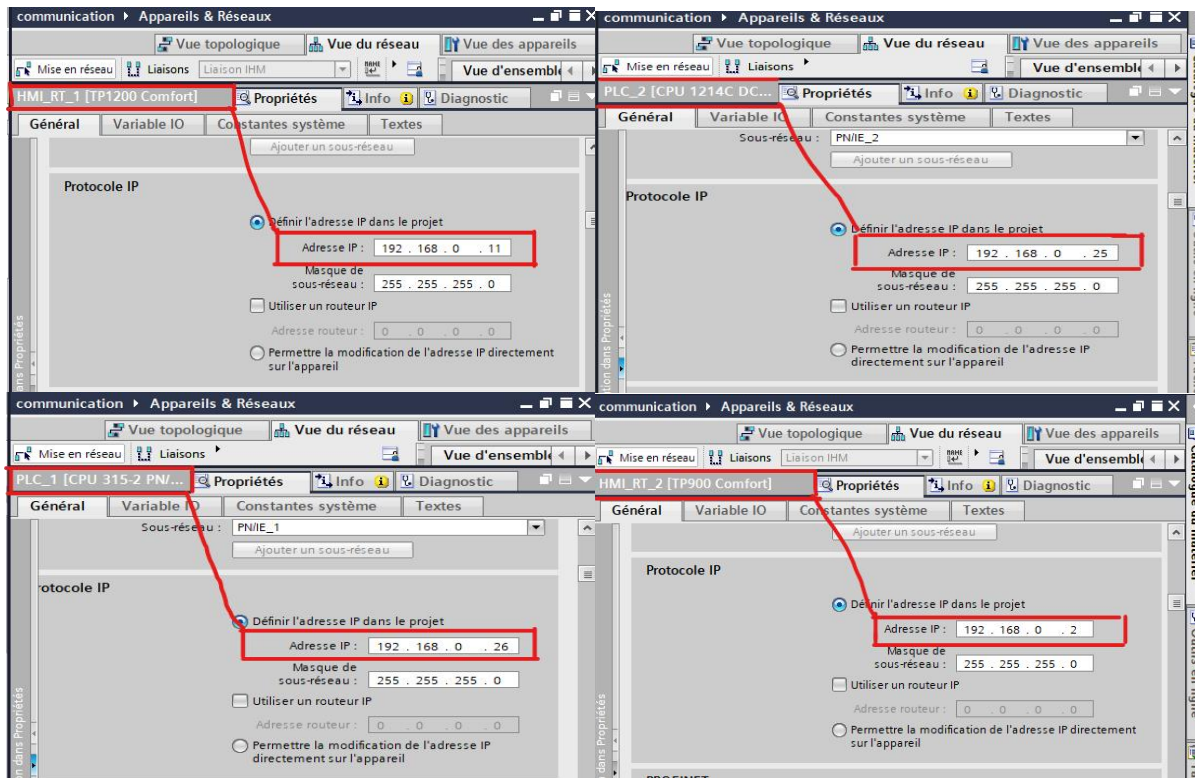 communication ▸ Appareils & Réseaux
Vue topologique Vue du réseau Vue des appareils
Mise en réseau Liaisons Liaison IHM Vue d'ensembl
HMI_RT_1 [TP1200 Comfort] Propriétés Info Diagnostic
Général Variable IO Constantes système Textes
Ajouter un sous-réseau
Protocole IP
Définir l'adresse IP dans le projet
Adresse IP : 192 . 168 . 0 . 11
Masque de
sous-réseau : 255 . 255 . 255 . 0
Utiliser un routeur IP
Adresse routeur : 0 . 0 . 0 . 0
Permettre la modification de l'adresse IP directement
sur l'appareil
communication ▸ Appareils & Réseaux
Vue topologique Vue du réseau Vue des appareils
Mise en réseau Liaisons Vue d'ensembl
PLC_2 [CPU 1214C DC... Propriétés Info Diagnostic
Général Variable IO Constantes système Textes
Sous-réseau : PN/IE_2
Ajouter un sous-réseau
Protocole IP
Définir l'adresse IP dans le projet
Adresse IP : 192 . 168 . 0 . 25
Masque de
sous-réseau : 255 . 255 . 255 . 0
Utiliser un routeur IP
Adresse routeur : 0 . 0 . 0 . 0
Permettre la modification de l'adresse IP
directement sur l'appareil
communication ▸ Appareils & Réseaux
Vue topologique Vue du réseau Vue des appareils
Mise en réseau Liaisons Vue d'ensembl
PLC_1 [CPU 315-2 PN/... Propriétés Info Diagnostic
Général Variable IO Constantes système Textes
Sous-réseau : PN/IE_1
Ajouter un sous-réseau
rotocole IP
Définir l'adresse IP dans le projet
Adresse IP : 192 . 168 . 0 . 26
Masque de
sous-réseau : 255 . 255 . 255 . 0
Utiliser un routeur IP
Adresse routeur : 0 . 0 . 0 . 0
Permettre la modification de l'adresse IP
directement sur l'appareil
communication ▸ Appareils & Réseaux
Vue topologique Vue du réseau Vue des appareils
Mise en réseau Liaisons Liaison IHM Vue d'ensembl
HMI_RT_2 [TP900 Comfort] Propriétés Info Diagnostic
Général Variable IO Constantes système Textes
Ajouter un sous-réseau
Protocole IP
Définir l'adresse IP dans le projet
Adresse IP : 192 . 168 . 0 . 2
Masque de
sous-réseau : 255 . 255 . 255 . 0
Utiliser un routeur IP
Adresse routeur : 0 . 0 . 0 . 0
Permettre la modification de l'adresse IP directement
sur l'appareil
PROFINET